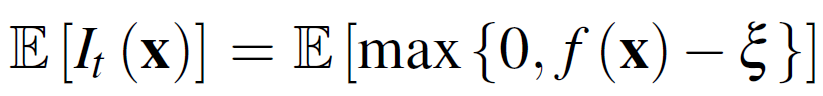 𝔼 [I_t (𝐱)] = 𝔼 [max {0, f (𝐱) − 𝝃}]